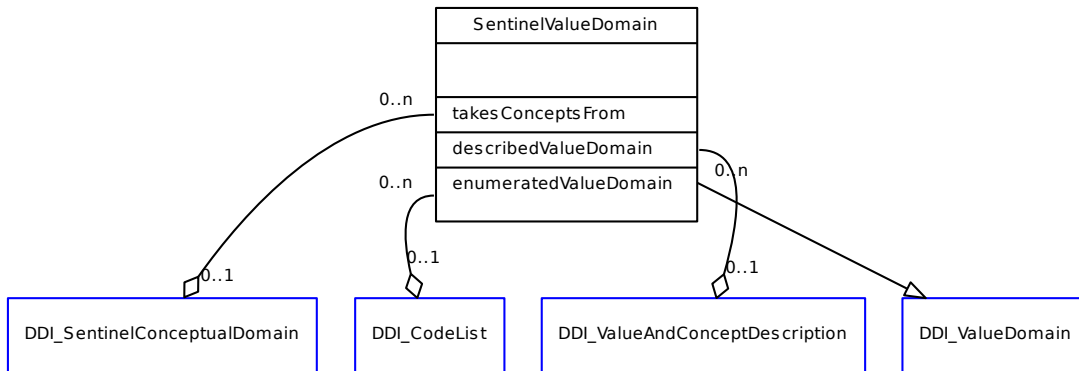 SentinelValueDomain
0..n
takesConceptsFrom
describedValueDomain
0..n
0..n
enumeratedValueDomain
0..1
0..1
0..1
DDI_SentinelConceptualDomain
DDI_CodeList
DDI_ValueAndConceptDescription
DDI_ValueDomain